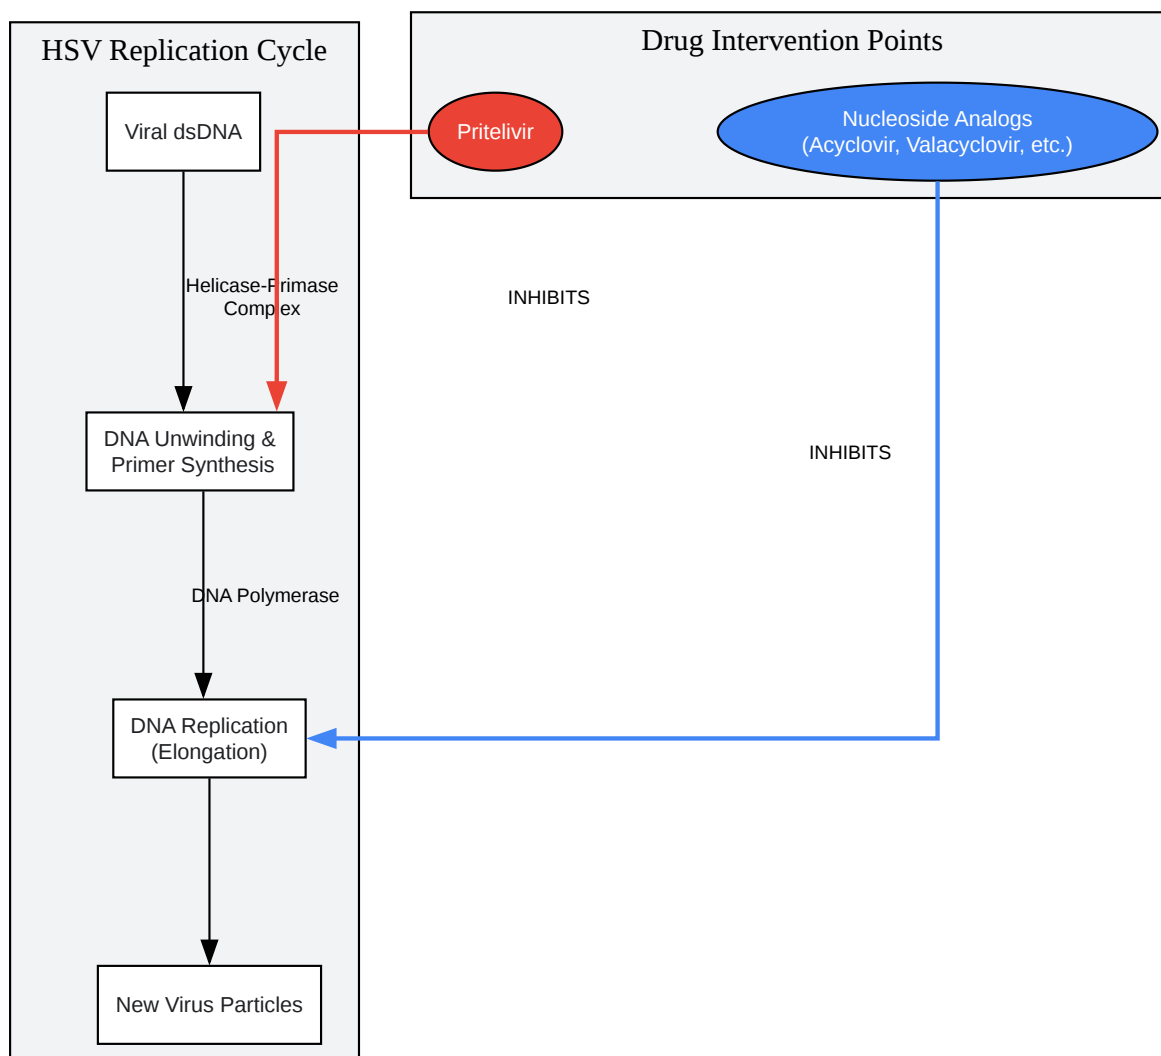 HSV Replication Cycle
Viral dsDNA
Helicase-Primase
Complex
DNA Unwinding &
Primer Synthesis
DNA Polymerase
DNA Replication
(Elongation)
New Virus Particles
Drug Intervention Points
Pritelivir
Nucleoside Analogs
(Acyclovir, Valacyclovir, etc.)
INHIBITS
INHIBITS